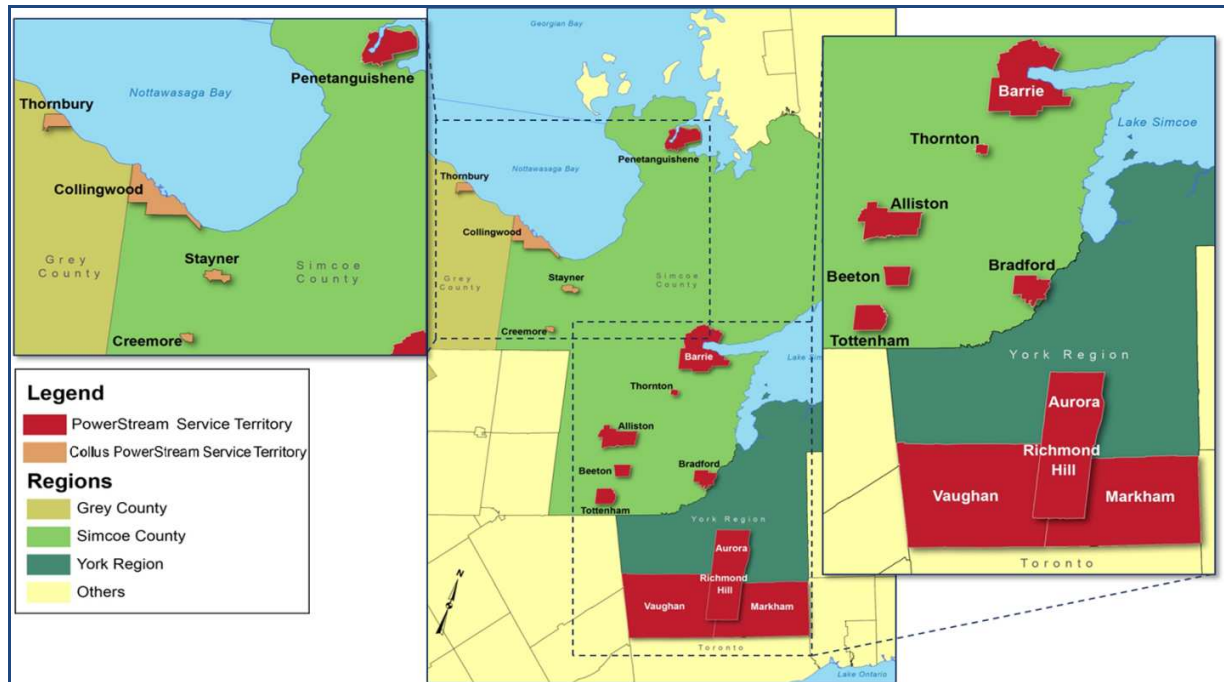 Penetanguishene
Nottawasaga Bay
Thornbury
Collingwood
Grey
County
Stayner
Simcoe
County
Creemore
Legend
PowerStream Service Territory
Collus PowerStream Service Territory
Regions
Grey County
Simcoe County
York Region
Others
Georgian Bay
Penetanguishene
Thornbury
Nottawasaga Bay
Collingwood
Stayner
Grey
County
Simcoe
County
Creemore
Barrie
Lake Sim
Thornton
Alliston
Beeton
Bradford
Tottenham
York Region
Aurora
Richmond
Hill
Vaughan
Markham
Toronto
Lake Ontario
N
Barrie
Lake Simcoe
Thornton
Alliston
Beeton
Bradford
Tottenham
York Region
Aurora
Richmond
Hill
Vaughan
Markham
Toronto